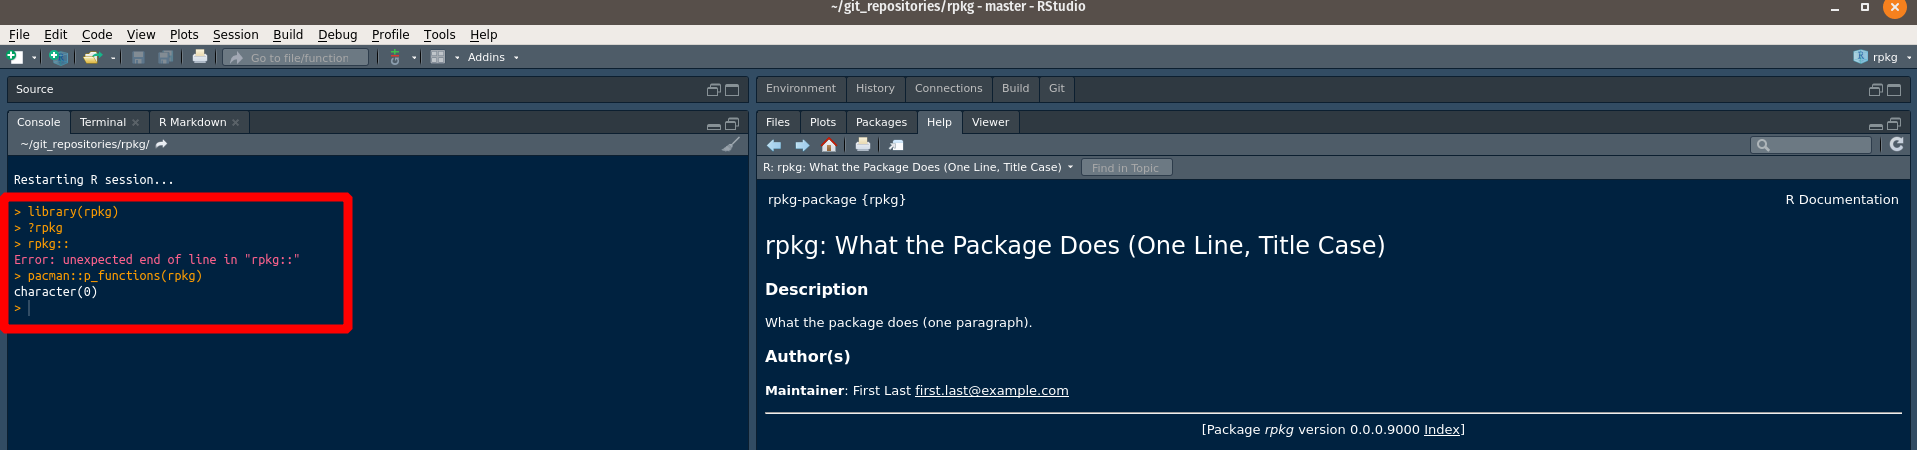 ~/git_repositories/rpkg - master - RStudio
File Edit Code View Plots Session Build Debug Profile Tools Help
Go to file/function Addins rpkg
Source
Environment History Connections Build Git
Console Terminal R Markdown
Files Plots Packages Help Viewer
~/git_repositories/rpkg/
R: rpkg: What the Package Does (One Line, Title Case) Find in Topic
Restarting R session...
> library(rpkg)
> ?rpkg
> rpkg::
Error: unexpected end of line in "rpkg::"
> pacman::p_functions(rpkg)
character(0)
>
rpkg-package {rpkg} R Documentation
rpkg: What the Package Does (One Line, Title Case)
Description
What the package does (one paragraph).
Author(s)
Maintainer: First Last first.last@example.com
[Package rpkg version 0.0.0.9000 Index]